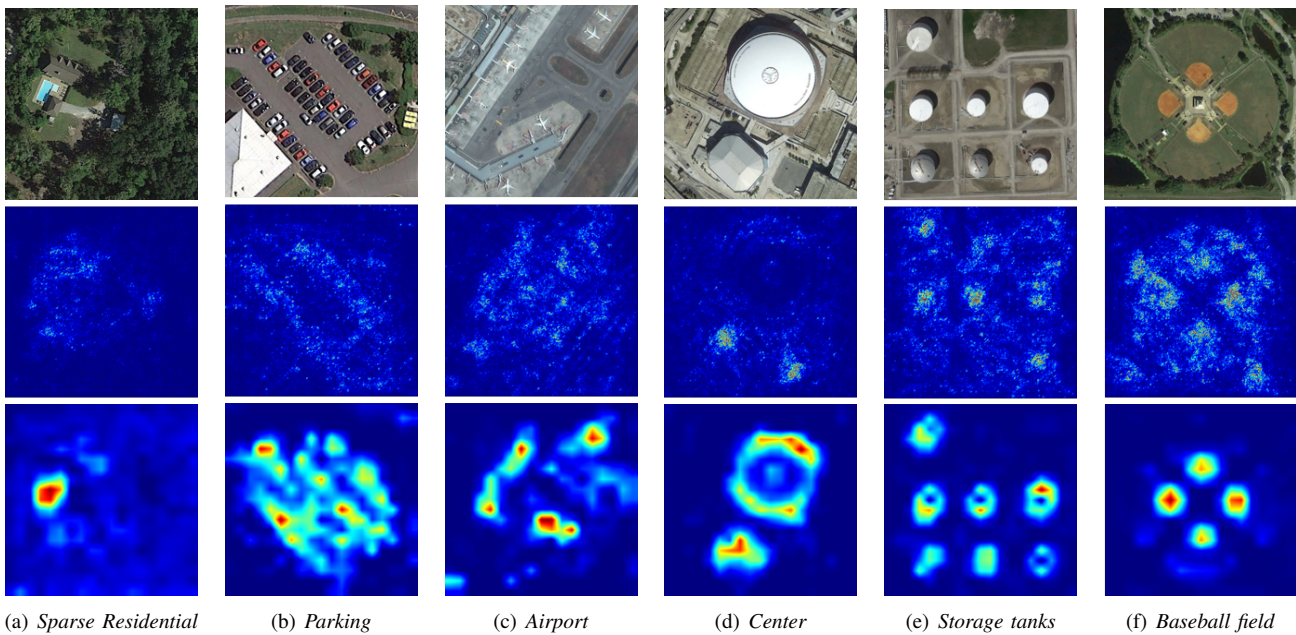 (a) Sparse Residential
(b) Parking
(c) Airport
(d) Center
(e) Storage tanks
(f) Baseball field